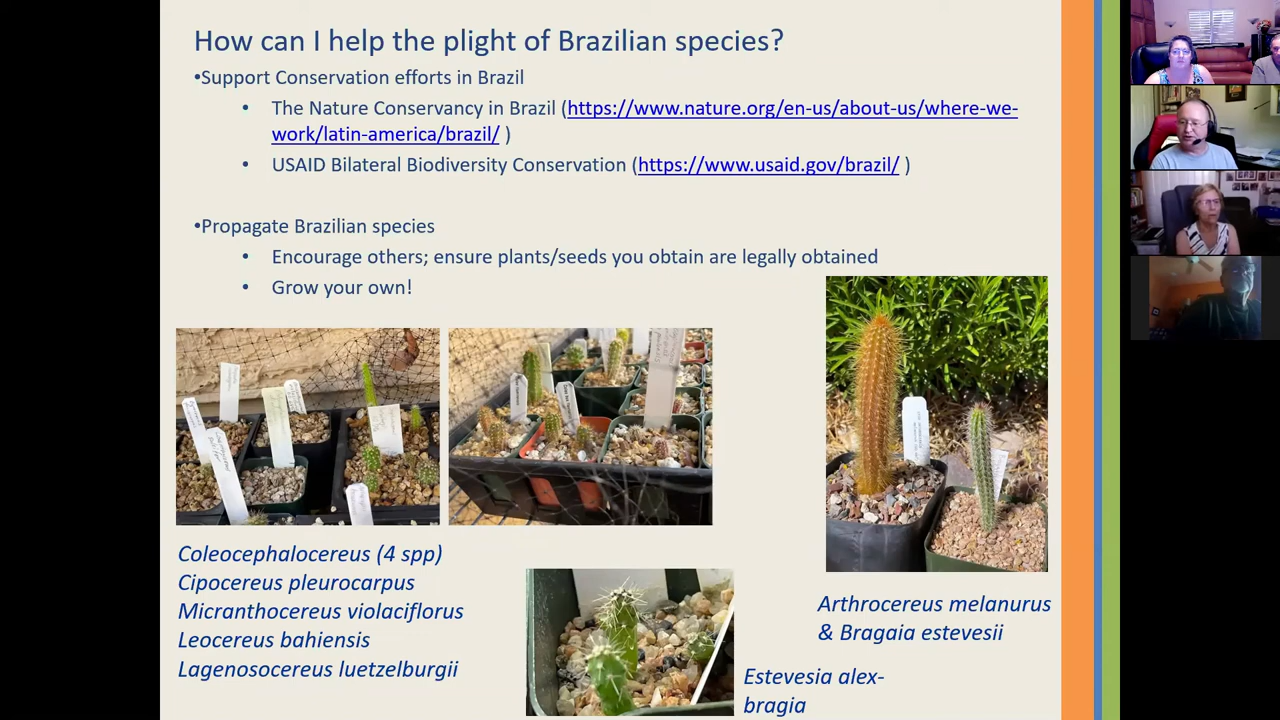 How can I help the plight of Brazilian species?
•Support Conservation efforts in Brazil
• The Nature Conservancy in Brazil (https://www.nature.org/en-us/about-us/where-we-
work/latin-america/brazil/ )
• USAID Bilateral Biodiversity Conservation (https://www.usaid.gov/brazil/ )
•Propagate Brazilian species
• Encourage others; ensure plants/seeds you obtain are legally obtained
• Grow your own!
Coleocephalocereus (4 spp)
Cipocereus pleurocarpus
Micranthocereus violaciflorus
Leocereus bahiensis
Lagenosocereus luetzelburgii
Arthrocereus melanurus
& Bragaia estevesii
Estevesia alex-
bragia